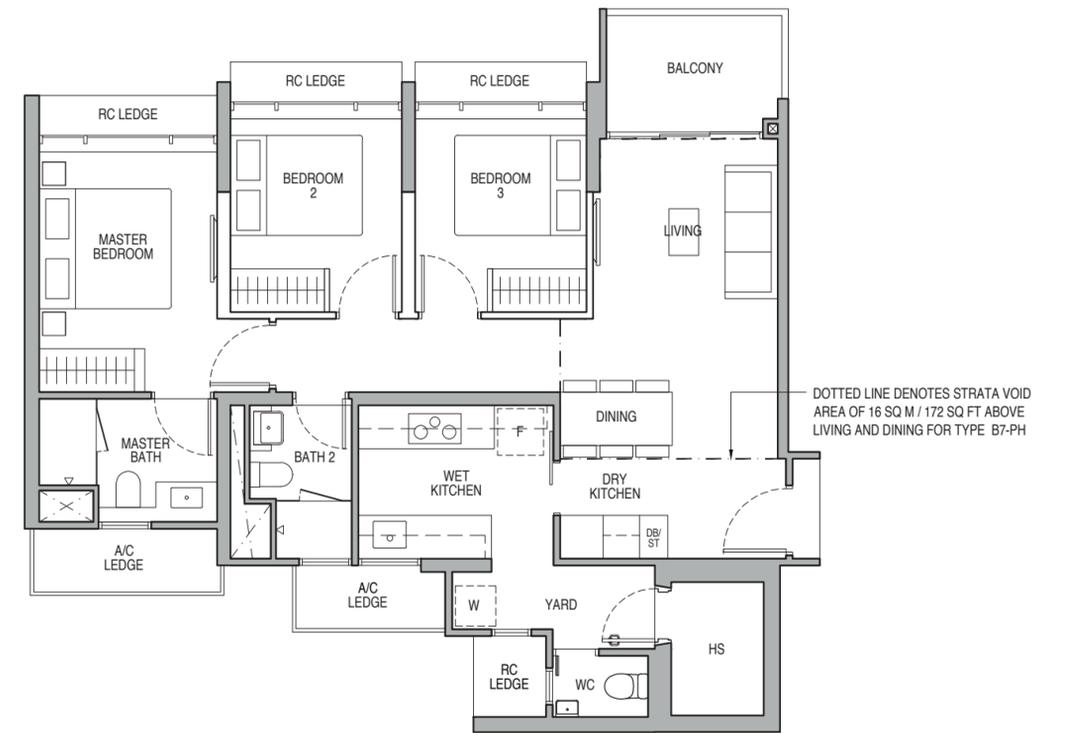 BALCONY
RC LEDGE
RC LEDGE
RC LEDGE
BEDROOM
2
BEDROOM
3
MASTER
BEDROOM
LIVING
DINING
DOTTED LINE DENOTES STRATA VOID
AREA OF 16 SQ M / 172 SQ FT ABOVE
LIVING AND DINING FOR TYPE B7-PH
MASTER
BATH
BATH 2
F
WET
KITCHEN
DRY
KITCHEN
DB/
ST
A/C
LEDGE
A/C
LEDGE
W
YARD
HS
RC
LEDGE
WC